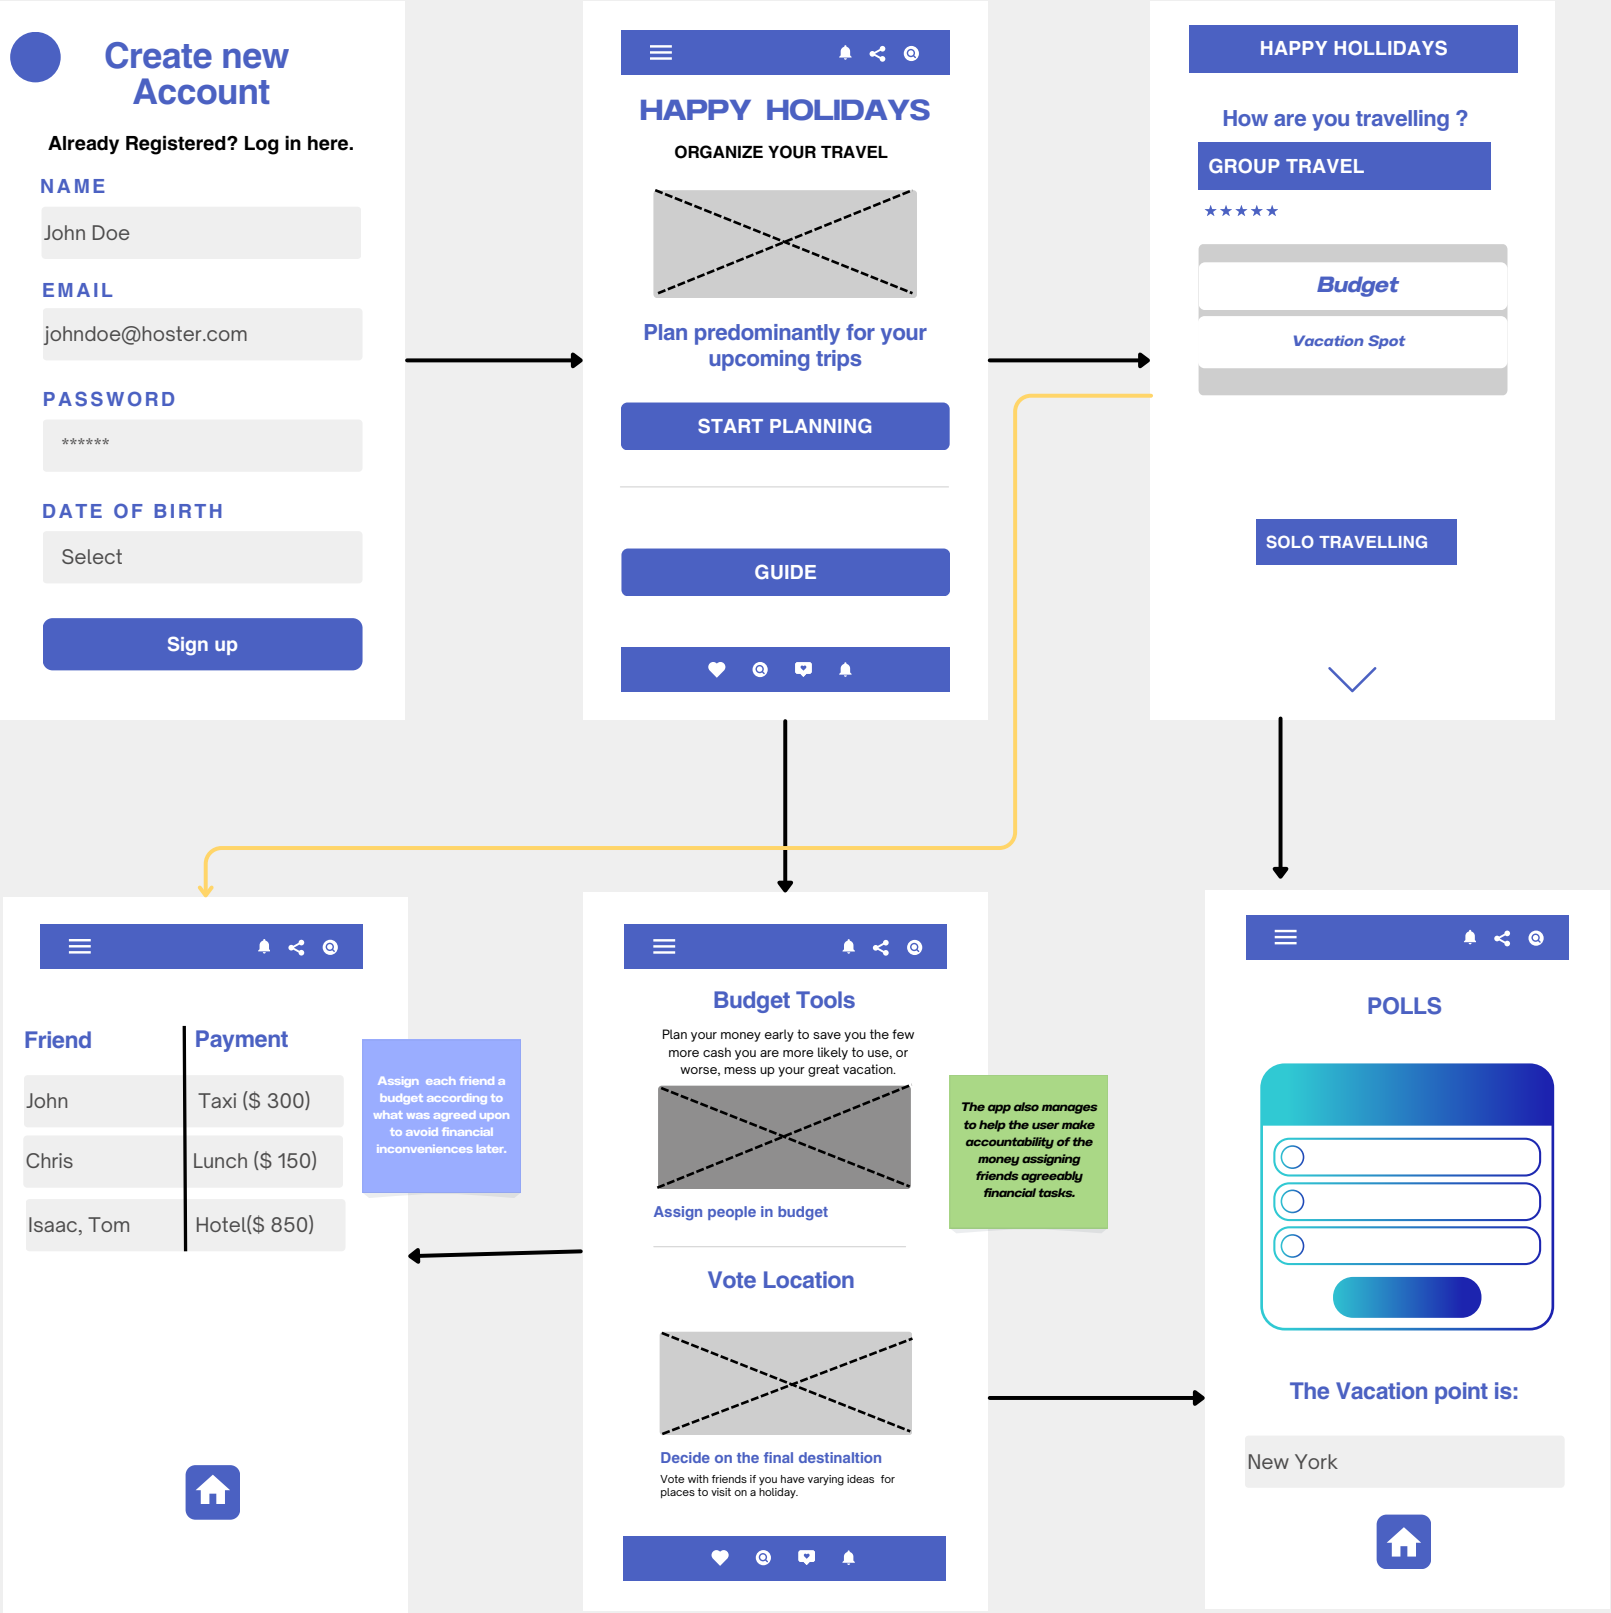 Create new
Account
Already Registered? Log in here.
NAME
John Doe
EMAIL
johndoe@hoster.com
PASSWORD
******
DATE OF BIRTH
Select
Sign up
HAPPY HOLIDAYS
ORGANIZE YOUR TRAVEL
Plan predominantly for your
upcoming trips
START PLANNING
GUIDE
HAPPY HOLLIDAYS
How are you travelling ?
GROUP TRAVEL
★★★★★
Budget
Vacation Spot
SOLO TRAVELLING
Friend
Payment
John
Taxi ($ 300)
Chris
Lunch ($ 150)
Isaac, Tom
Hotel($ 850)
Assign each friend a
budget according to
what was agreed upon
to avoid financial
inconveniences later.
Budget Tools
Plan your money early to save you the few
more cash you are more likely to use, or
worse, mess up your great vacation.
Assign people in budget
Vote Location
Decide on the final destinaltion
Vote with friends if you have varying ideas for
places to visit on a holiday.
The app also manages
to help the user make
accountability of the
money assigning
friends agreeably
financial tasks.
POLLS
The Vacation point is:
New York